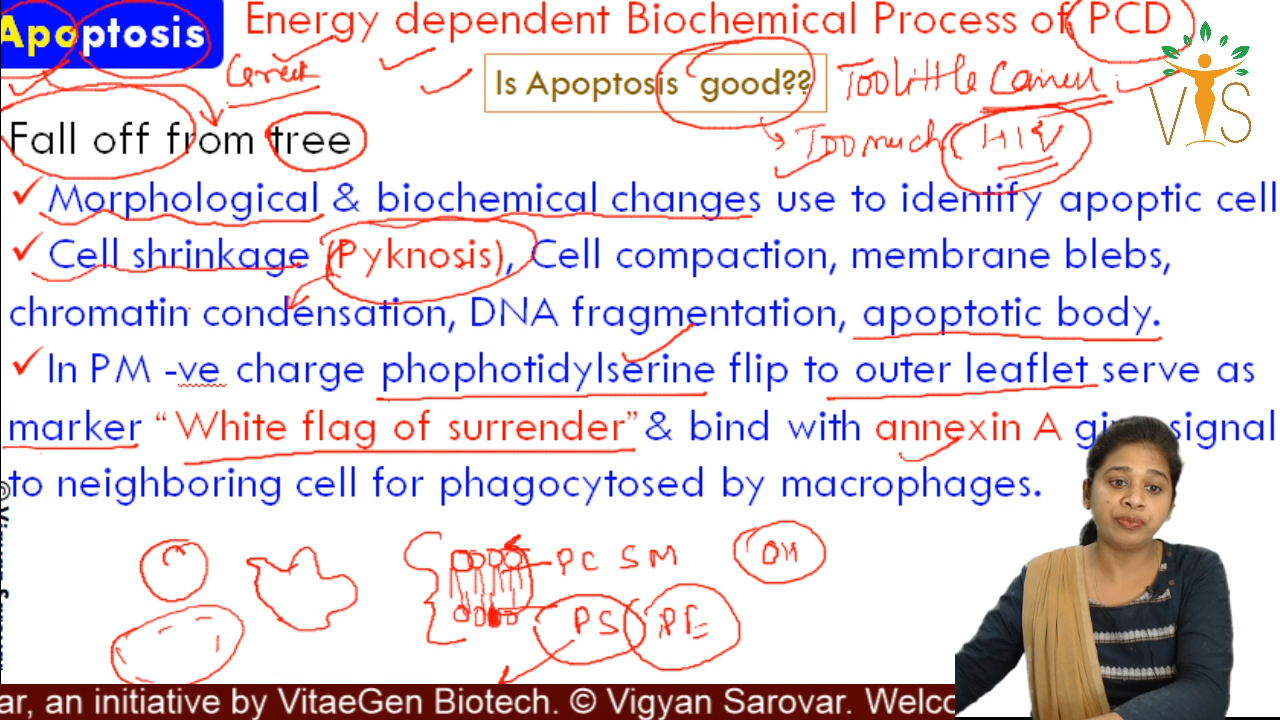 Apoptosis Energy dependent Biochemical Process of PCD
Correct
Is Apoptosis good??
Too little Cancer
Too much HIV
VIS
Fall off from tree
✓ Morphological & biochemical changes use to identify apoptic cell
✓ Cell shrinkage (Pyknosis), Cell compaction, membrane blebs,
chromatin condensation, DNA fragmentation, apoptotic body.
✓ In PM -ve charge phophotidylserine flip to outer leaflet serve as
marker “White flag of surrender” & bind with annexin A signal
to neighboring cell for phagocytosed by macrophages.
PC SM OH
PS PE
ar, an initiative by VitaeGen Biotech. © Vigyan Sarovar. Welco